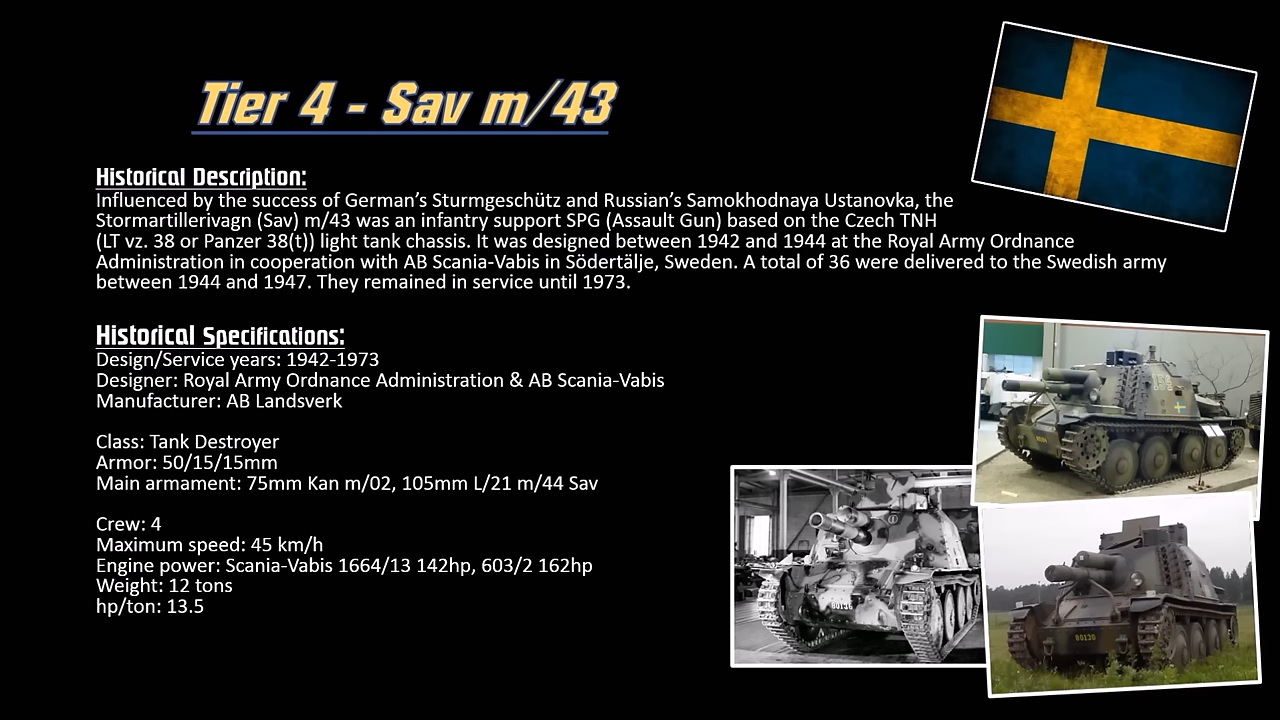 Tier 4 - Sav m/43
Historical Description:
Influenced by the success of German’s Sturmgeschütz and Russian’s Samokhodnaya Ustanovka, the
Stormartillerivagn (Sav) m/43 was an infantry support SPG (Assault Gun) based on the Czech TNH
(LT vz. 38 or Panzer 38(t)) light tank chassis. It was designed between 1942 and 1944 at the Royal Army Ordnance
Administration in cooperation with AB Scania-Vabis in Södertälje, Sweden. A total of 36 were delivered to the Swedish army
between 1944 and 1947. They remained in service until 1973.
Historical Specifications:
Design/Service years: 1942-1973
Designer: Royal Army Ordnance Administration & AB Scania-Vabis
Manufacturer: AB Landsverk
Class: Tank Destroyer
Armor: 50/15/15mm
Main armament: 75mm Kan m/02, 105mm L/21 m/44 Sav
Crew: 4
Maximum speed: 45 km/h
Engine power: Scania-Vabis 1664/13 142hp, 603/2 162hp
Weight: 12 tons
hp/ton: 13.5
80136
80130